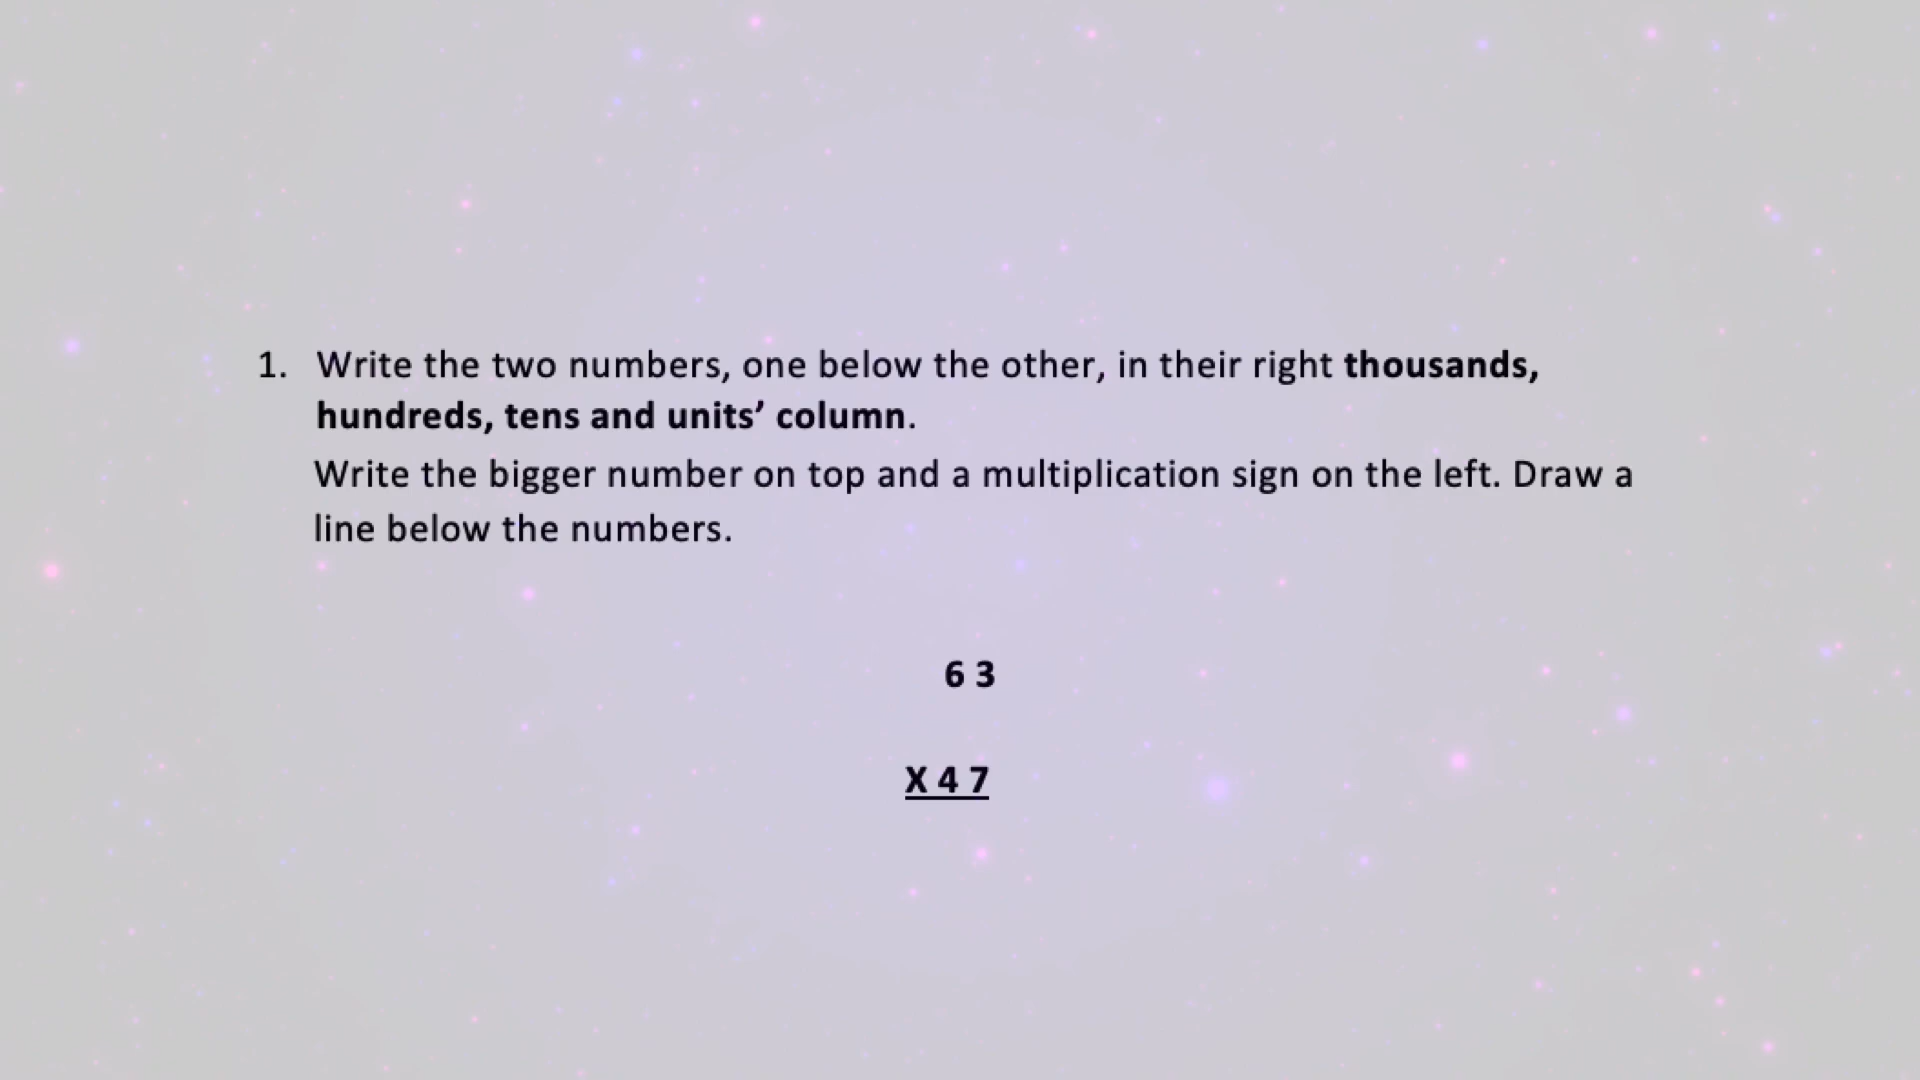 1. Write the two numbers, one below the other, in their right thousands,
hundreds, tens and units’ column.
Write the bigger number on top and a multiplication sign on the left. Draw a
line below the numbers.
6 3
X 4 7